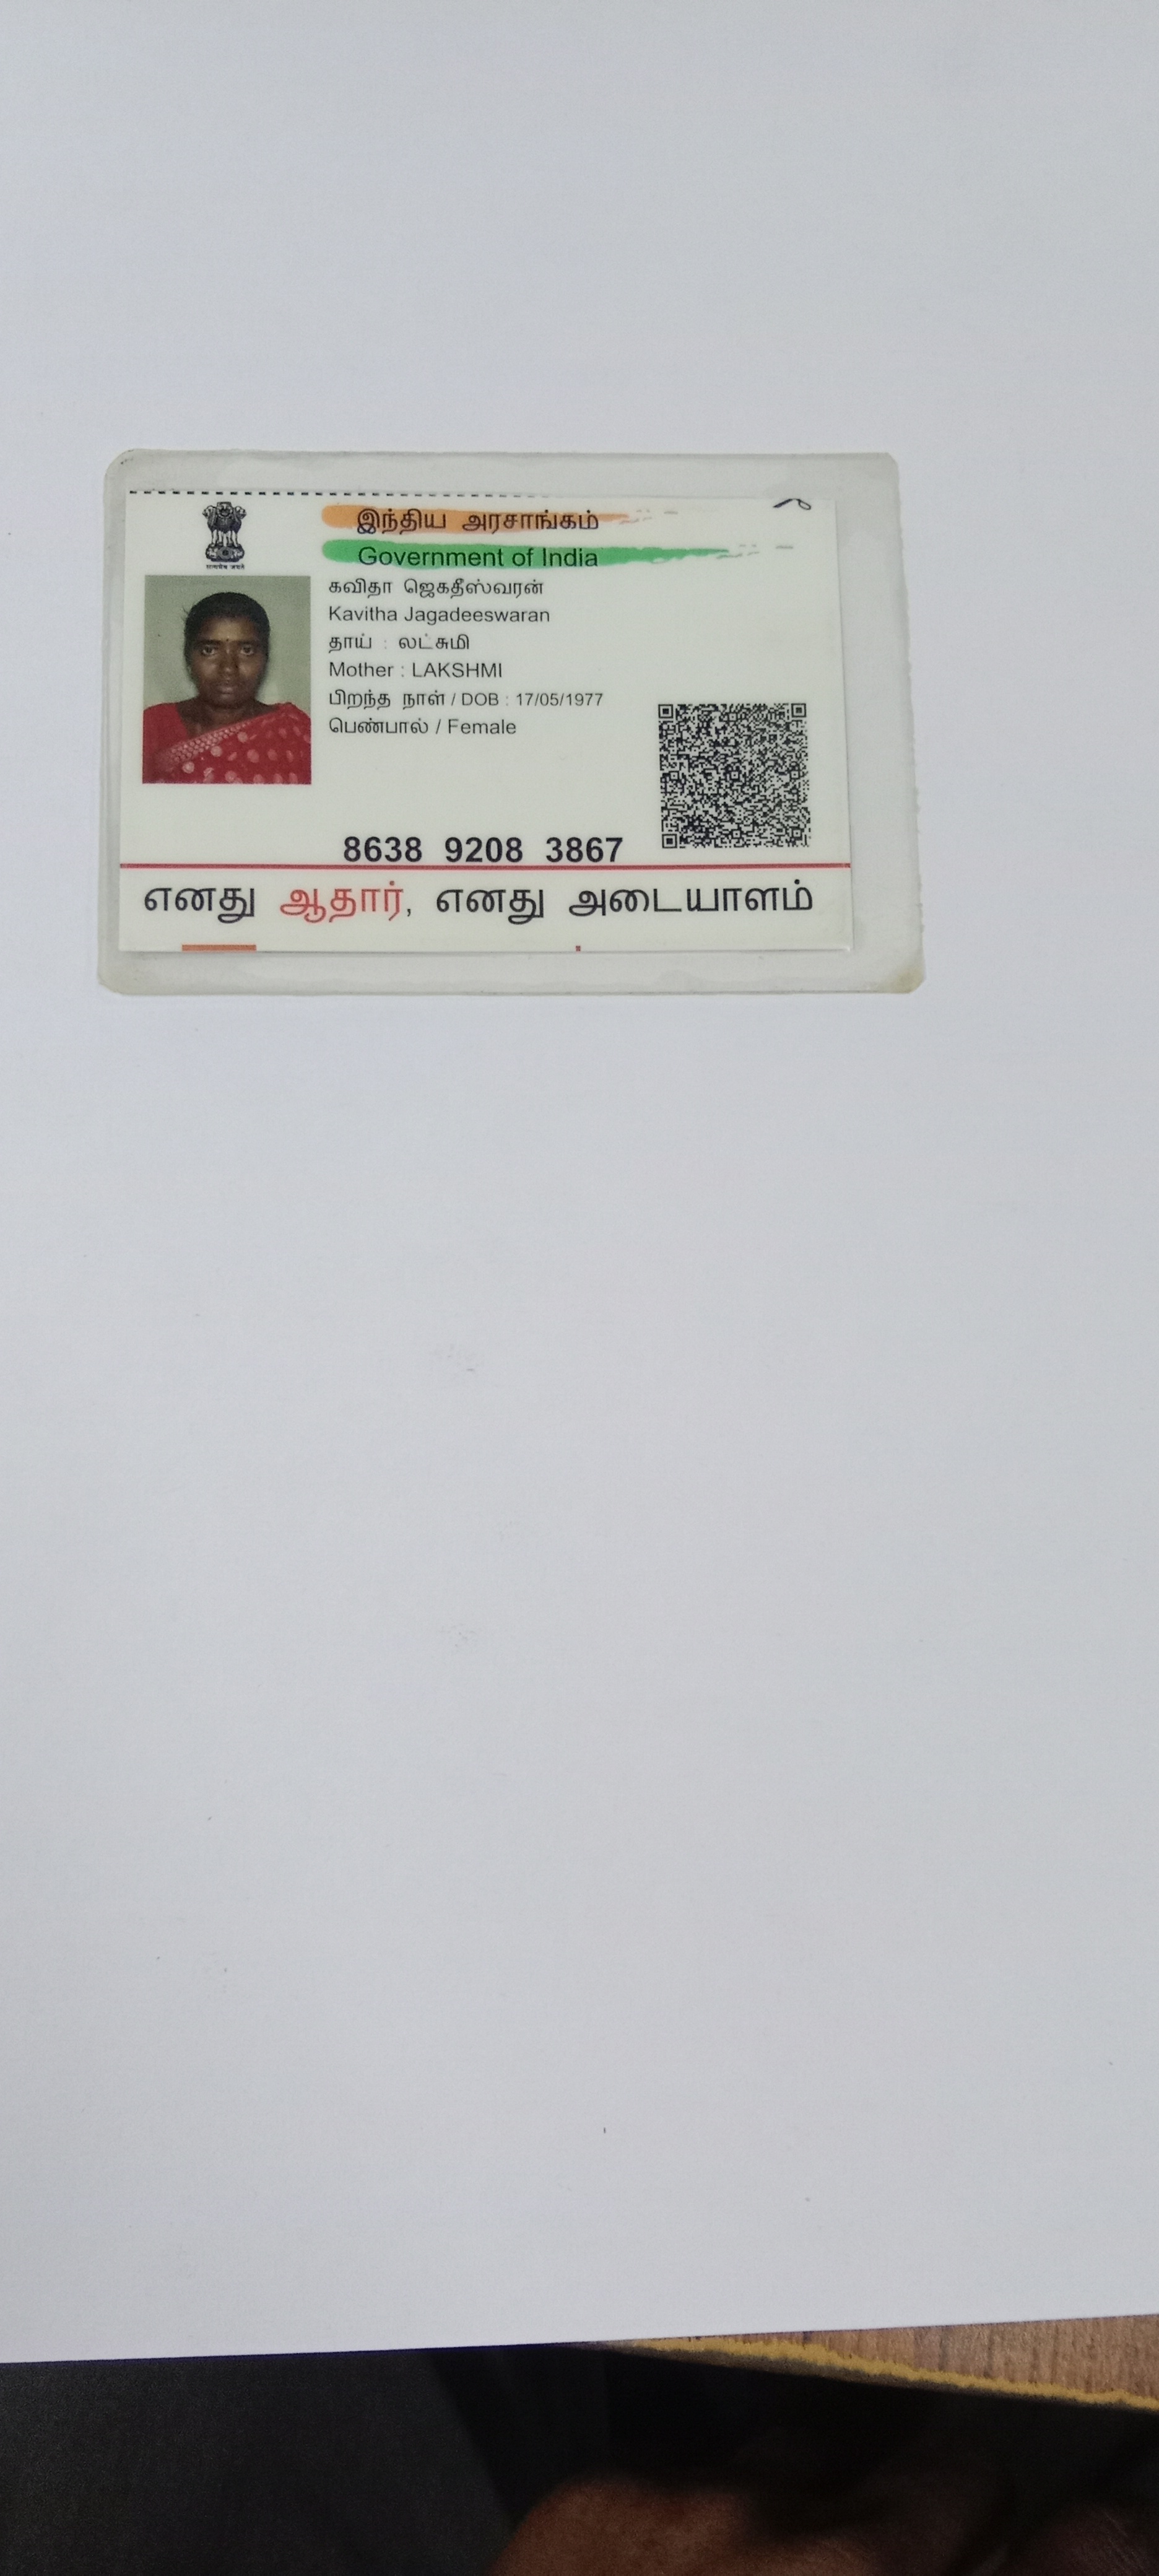 இந்திய அரசாங்கம்
Government of India
கவிதா ஜெகதீஸ்வரன்
Kavitha Jagadeeswaran
தாய் : லட்சுமி
Mother : LAKSHMI
பிறந்த நாள் / DOB : 17/05/1977
பெண்பால் / Female
8638 9208 3867
எனது ஆதார், எனது அடையாளம்